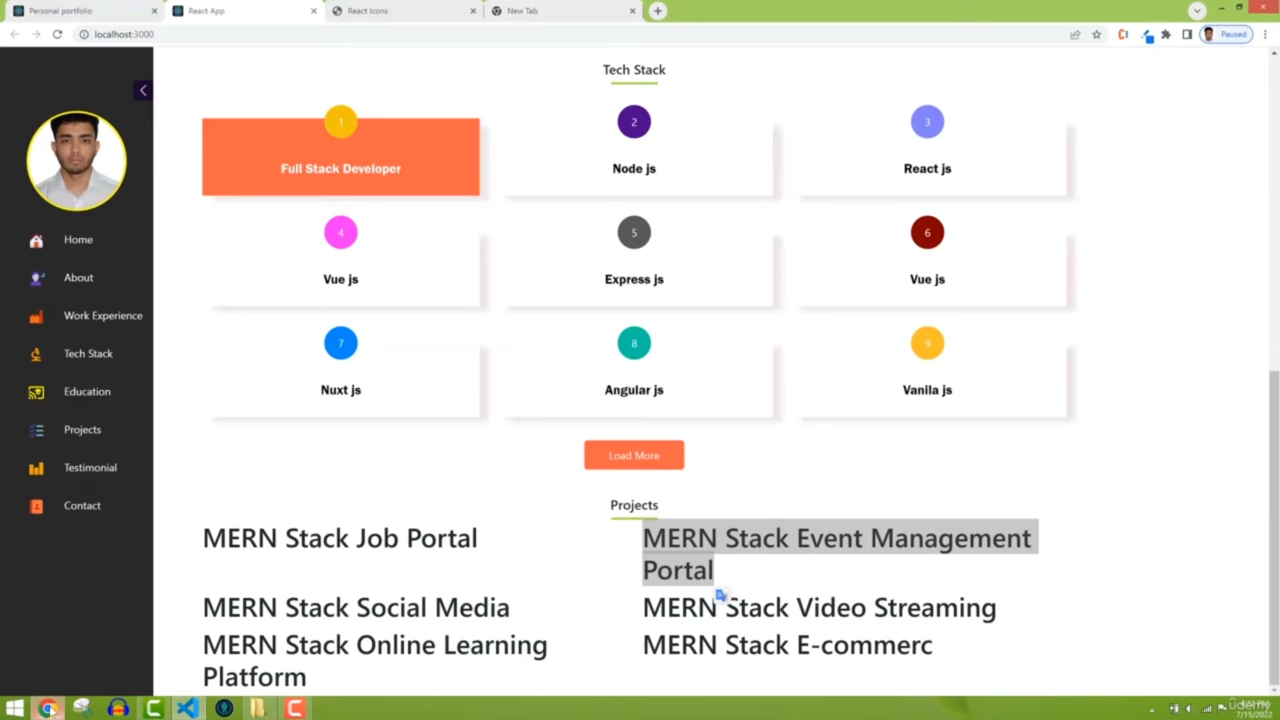 Personal portfolio
React App
React Icons
New Tab
localhost:3000
Paused
Home
About
Work Experience
Tech Stack
Education
Projects
Testimonial
Contact
Tech Stack
1
Full Stack Developer
2
Node js
3
React js
4
Vue js
5
Express js
6
Vue js
7
Nuxt js
8
Angular js
9
Vanila js
Load More
Projects
MERN Stack Job Portal
MERN Stack Event Management
Portal
MERN Stack Social Media
MERN Stack Video Streaming
MERN Stack Online Learning
Platform
MERN Stack E-commerc
udemy
7/15/2022